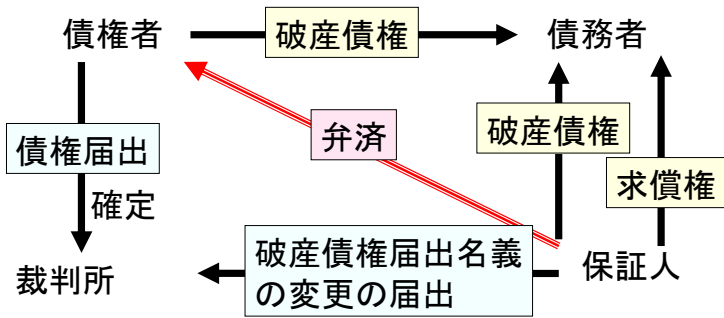 債権者
破産債権
債務者
弁済
破産債権
債権届出
求償権
確定
破産債権届出名義
の変更の届出
保証人
裁判所